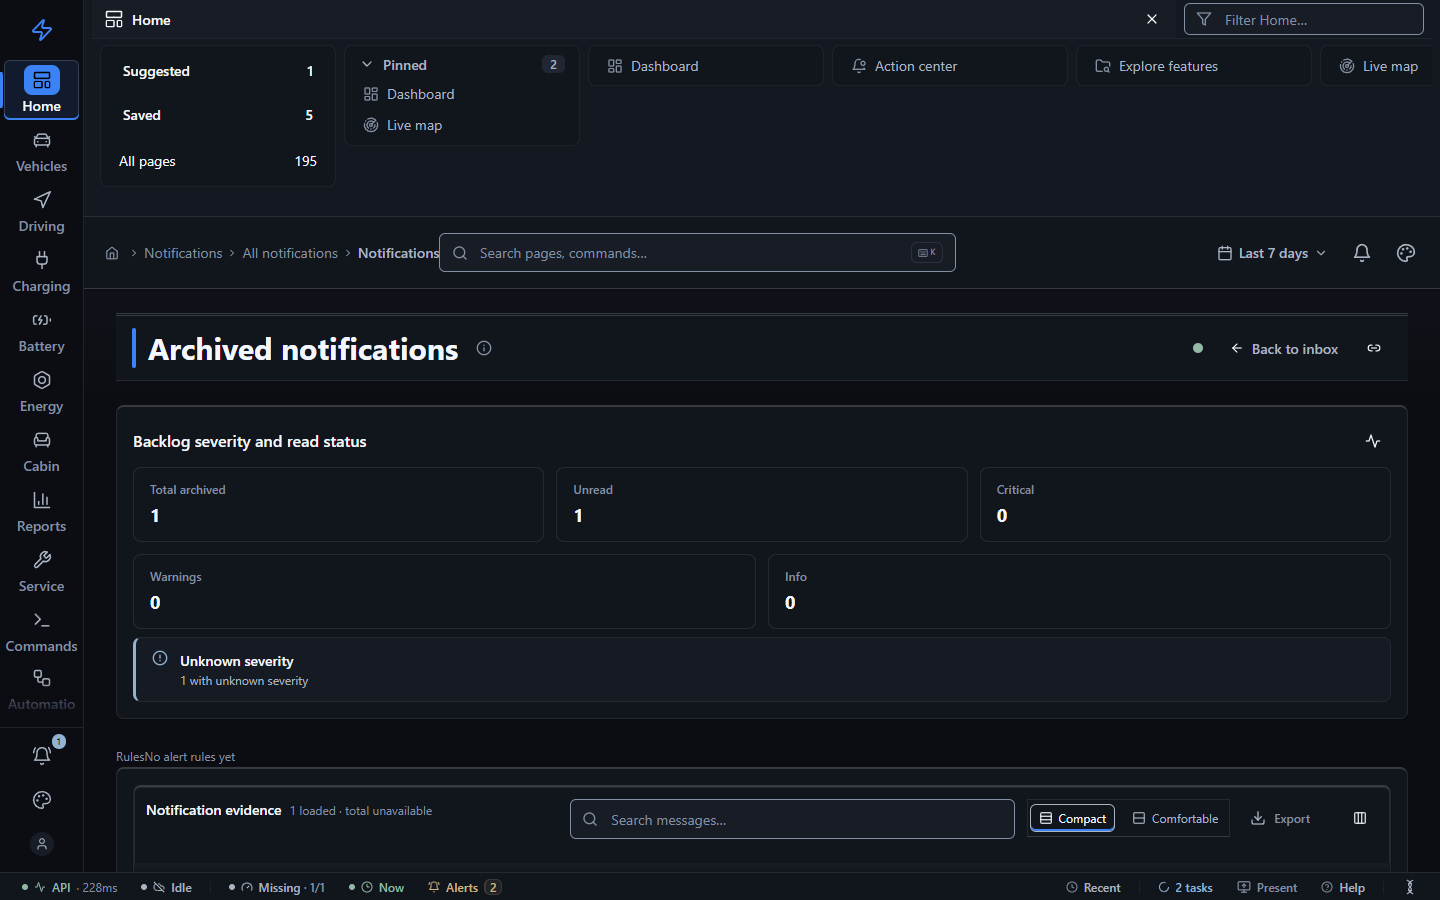 Home
Filter Home...
Home
Vehicles
Driving
Charging
Battery
Energy
Cabin
Reports
Service
Commands
Automatio
1
Suggested 1
Saved 5
All pages 195
Pinned 2
Dashboard
Live map
Dashboard
Action center
Explore features
Live map
Notifications
All notifications
Notifications
Search pages, commands...
K
Last 7 days
Archived notifications
Back to inbox
Backlog severity and read status
Total archived
1
Unread
1
Critical
0
Warnings
0
Info
0
Unknown severity
1 with unknown severity
RulesNo alert rules yet
Notification evidence 1 loaded · total unavailable
Search messages...
Compact
Comfortable
Export
API · 228ms
Idle
Missing · 1/1
Now
Alerts 2
Recent
2 tasks
Present
Help